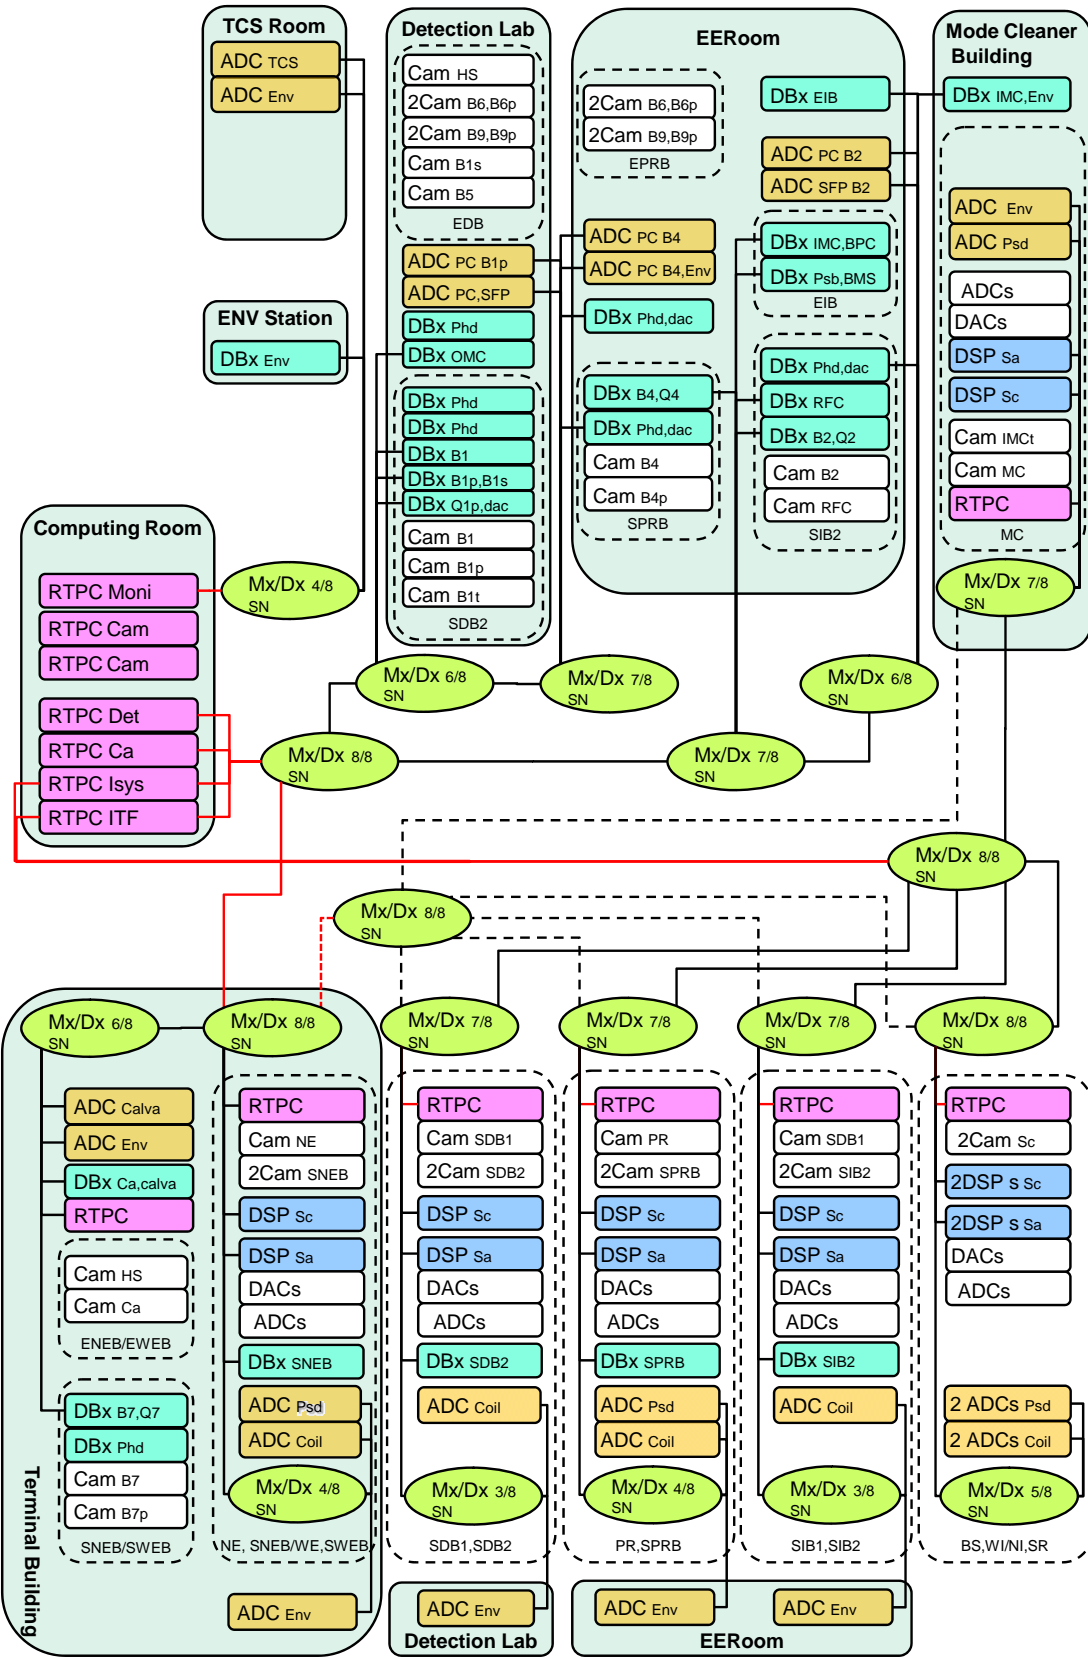 TCS Room
ADC TCS
ADC Env
ENV Station
DBx Env
Detection Lab
Cam HS
2Cam B6,B6p
2Cam B9,B9p
Cam B1s
Cam B5
EDB
ADC PC B1p
ADC PC,SFP
DBx Phd
DBx OMC
DBx Phd
DBx Phd
DBx B1
DBx B1p,B1s
DBx Q1p,dac
Cam B1
Cam B1p
Cam B1t
SDB2
EERoom
2Cam B6,B6p
2Cam B9,B9p
EPRB
ADC PC B4
ADC PC B4,Env
DBx Phd,dac
DBx B4,Q4
DBx Phd,dac
Cam B4
Cam B4p
SPRB
DBx EIB
ADC PC B2
ADC SFP B2
DBx IMC,BPC
DBx Psb,BMS
EIB
DBx Phd,dac
DBx RFC
DBx B2,Q2
Cam B2
Cam RFC
SIB2
Mode Cleaner
Building
DBx IMC,Env
ADC Env
ADC Psd
ADCs
DACs
DSP Sa
DSP Sc
Cam IMCt
Cam MC
RTPC
MC
Mx/Dx 7/8
SN
Computing Room
RTPC Moni
RTPC Cam
RTPC Cam
RTPC Det
RTPC Ca
RTPC Isys
RTPC ITF
Mx/Dx 4/8
SN
Mx/Dx 6/8
SN
Mx/Dx 7/8
SN
Mx/Dx 6/8
SN
Mx/Dx 8/8
SN
Mx/Dx 7/8
SN
Mx/Dx 8/8
SN
Mx/Dx 8/8
SN
Mx/Dx 6/8
SN
Mx/Dx 8/8
SN
Mx/Dx 7/8
SN
Mx/Dx 7/8
SN
Mx/Dx 7/8
SN
Mx/Dx 8/8
SN
Terminal Building
ADC Calva
ADC Env
DBx Ca,calva
RTPC
Cam HS
Cam Ca
ENEB/EWEB
DBx B7,Q7
DBx Phd
Cam B7
Cam B7p
SNEB/SWEB
RTPC
Cam NE
2Cam SNEB
DSP Sc
DSP Sa
DACs
ADCs
DBx SNEB
ADC Psd
ADC Coil
Mx/Dx 4/8
SN
NE, SNEB/WE,SWEB
ADC Env
RTPC
Cam SDB1
2Cam SDB2
DSP Sc
DSP Sa
DACs
ADCs
DBx SDB2
ADC Coil
Mx/Dx 3/8
SN
SDB1,SDB2
ADC Env
Detection Lab
RTPC
Cam PR
2Cam SPRB
DSP Sc
DSP Sa
DACs
ADCs
DBx SPRB
ADC Psd
ADC Coil
Mx/Dx 4/8
SN
PR,SPRB
ADC Env
RTPC
Cam SDB1
2Cam SIB2
DSP Sc
DSP Sa
DACs
ADCs
DBx SIB2
ADC Coil
Mx/Dx 3/8
SN
SIB1,SIB2
ADC Env
EERoom
RTPC
2Cam Sc
2DSP s Sc
2DSP s Sa
DACs
ADCs
2 ADCs Psd
2 ADCs Coil
Mx/Dx 5/8
SN
BS,WI/NI,SR